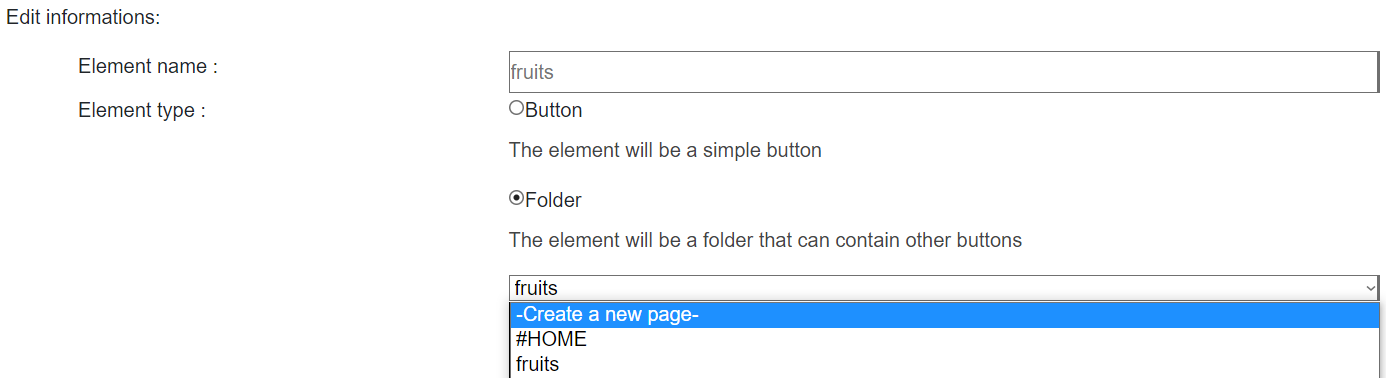 Edit informations:
Element name :
fruits
Element type :
Button
The element will be a simple button
Folder
The element will be a folder that can contain other buttons
fruits
-Create a new page-
#HOME
fruits